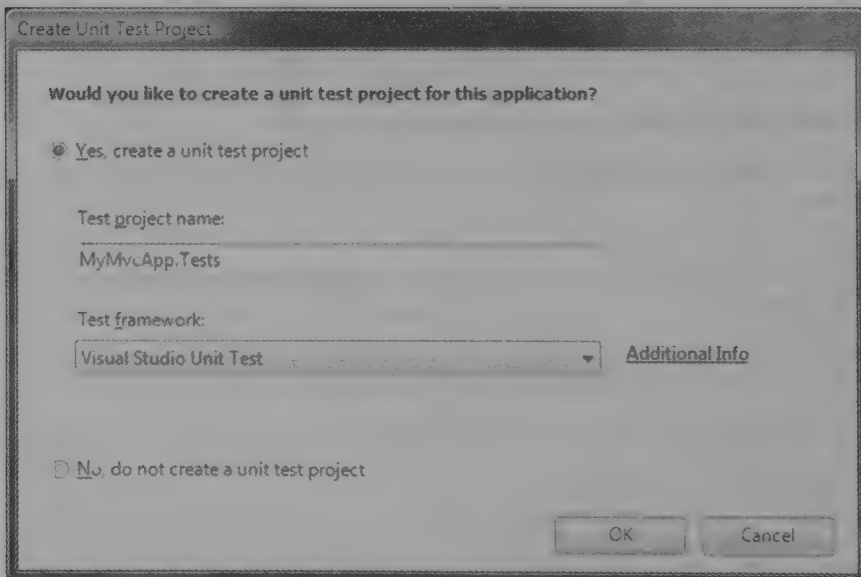 Create Unit Test Project
Would you like to create a unit test project for this application?
Yes, create a unit test project
Test project name:
MyMvcApp.Tests
Test framework:
Visual Studio Unit Test
Additional Info
No, do not create a unit test project
OK Cancel